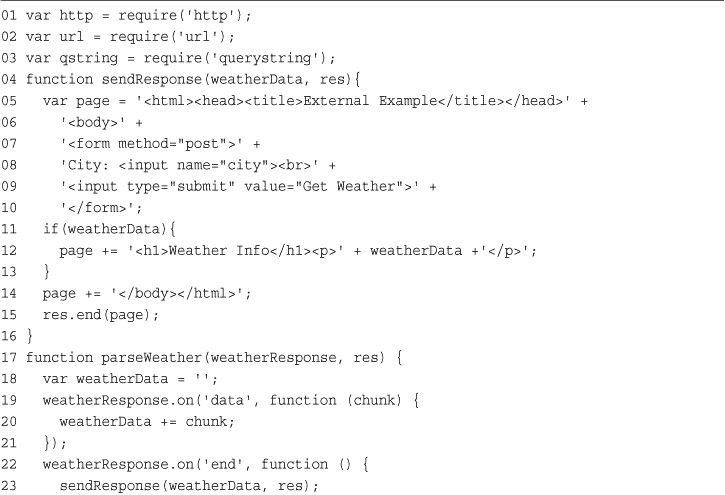 01 var http = require('http');
02 var url = require('url');
03 var qstring = require('querystring');
04 function sendResponse(weatherData, res){
05   var page = '<html><head><title>External Example</title></head>' +
06     '<body>' +
07     '<form method="post">' +
08     'City: <input name="city"><br>' +
09     '<input type="submit" value="Get Weather">' +
10     '</form>';
11   if(weatherData){
12     page += '<h1>Weather Info</h1><p>' + weatherData +'</p>';
13   }
14   page += '</body></html>';
15   res.end(page);
16 }
17 function parseWeather(weatherResponse, res) {
18   var weatherData = '';
19   weatherResponse.on('data', function (chunk) {
20     weatherData += chunk;
21   });
22   weatherResponse.on('end', function () {
23     sendResponse(weatherData, res);